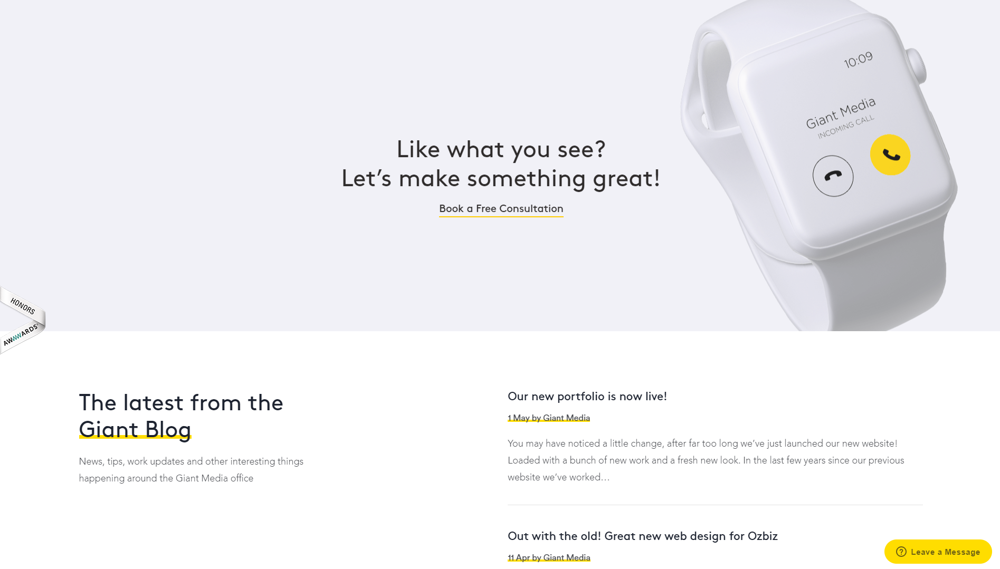 10:09
Giant Media
INCOMING CALL
Like what you see?
Let’s make something great!
Book a Free Consultation
HONORS
AWWWARDS®
The latest from the
Giant Blog
News, tips, work updates and other interesting things
happening around the Giant Media office
Our new portfolio is now live!
1 May by Giant Media
You may have noticed a little change, after far too long we’ve just launched our new website!
Loaded with a bunch of new work and a fresh new look. In the last few years since our previous
website we’ve worked…
Out with the old! Great new web design for Ozbiz
11 Apr by Giant Media
Leave a Message